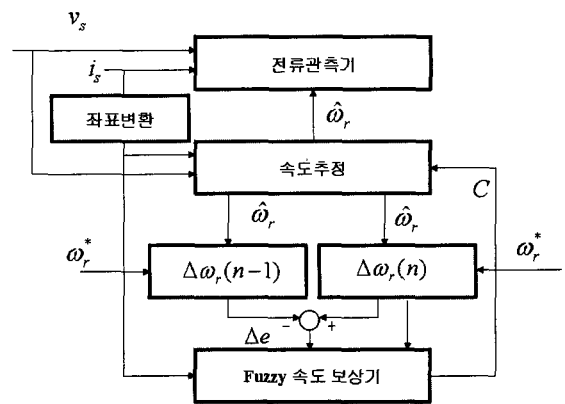 v_s
i_s
전류관측기
좌표변환
ω̂_r
속도추정
C
ω̂_r
ω̂_r
ω_r^*
Δω_r(n−1)
Δω_r(n)
ω_r^*
− +
Δe
Fuzzy 속도 보상기